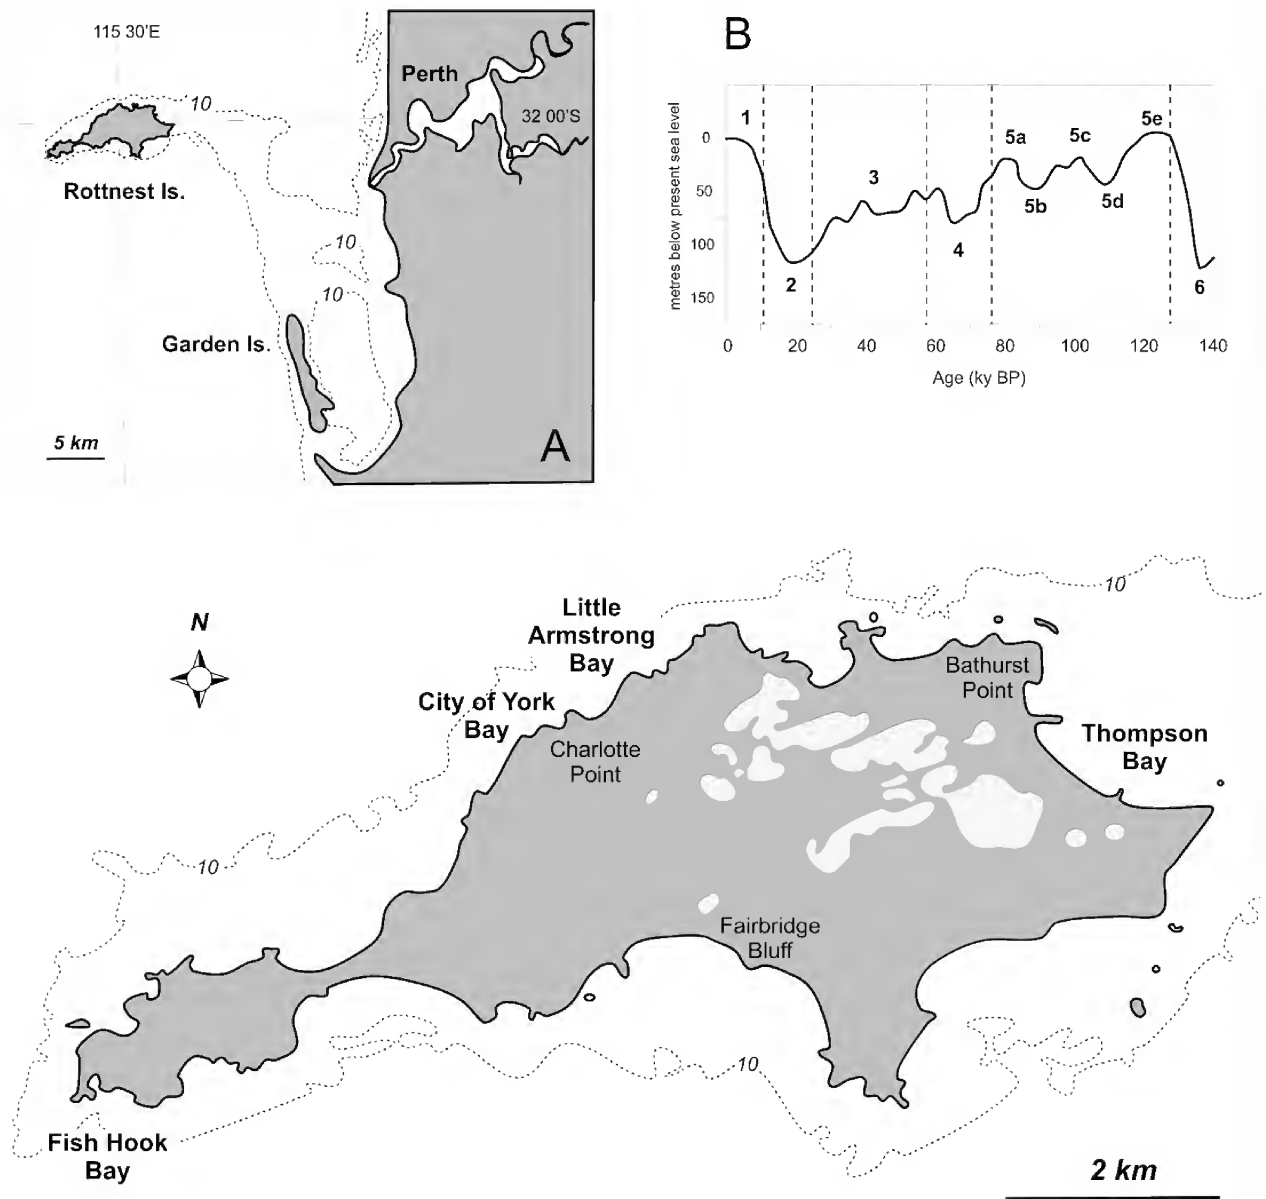 115 30'E
Perth
10
32 00'S
Rottnest Is.
10
10
Garden Is.
5 km
A
B
metres below present sea level
0
50
100
150
1
2
3
4
5a
5b
5c
5d
5e
6
0 20 40 60 80 100 120 140
Age (ky BP)
N
Little
Armstrong
Bay
10
City of York
Bay
Charlotte
Point
Bathurst
Point
Thompson
Bay
10
Fairbridge
Bluff
10
Fish Hook
Bay
2 km